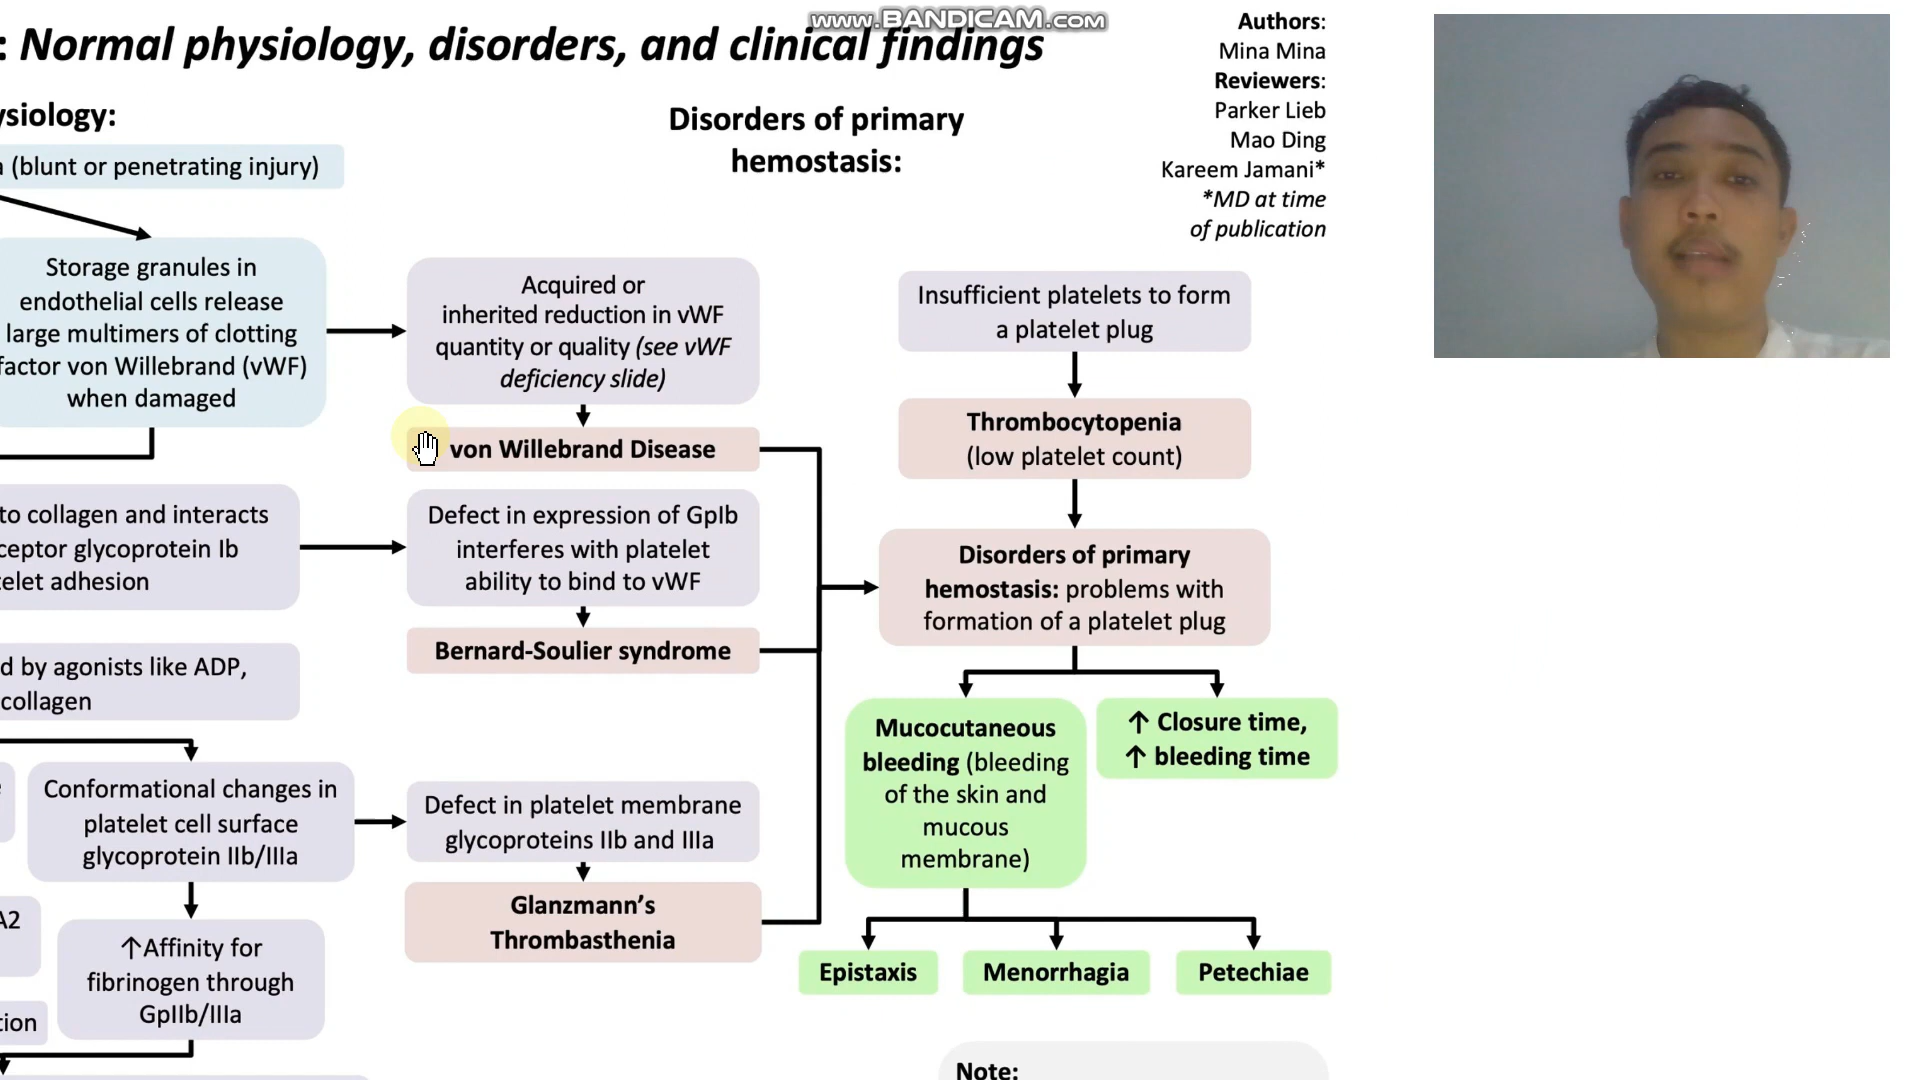 www.BANDICAM.com
: Normal physiology, disorders, and clinical findings
Authors:
Mina Mina
Reviewers:
Parker Lieb
Mao Ding
Kareem Jamani*
*MD at time
of publication
ysiology:
(blunt or penetrating injury)
Storage granules in
endothelial cells release
large multimers of clotting
factor von Willebrand (vWF)
when damaged
to collagen and interacts
ceptor glycoprotein Ib
telet adhesion
d by agonists like ADP,
collagen
Conformational changes in
platelet cell surface
glycoprotein IIb/IIIa
A2
↑Affinity for
fibrinogen through
GpIIb/IIIa
tion
Disorders of primary
hemostasis:
Acquired or
inherited reduction in vWF
quantity or quality (see vWF
deficiency slide)
von Willebrand Disease
Defect in expression of GpIb
interferes with platelet
ability to bind to vWF
Bernard-Soulier syndrome
Defect in platelet membrane
glycoproteins IIb and IIIa
Glanzmann’s
Thrombasthenia
Insufficient platelets to form
a platelet plug
Thrombocytopenia
(low platelet count)
Disorders of primary
hemostasis: problems with
formation of a platelet plug
Mucocutaneous
bleeding (bleeding
of the skin and
mucous
membrane)
↑ Closure time,
↑ bleeding time
Epistaxis
Menorrhagia
Petechiae
Note: